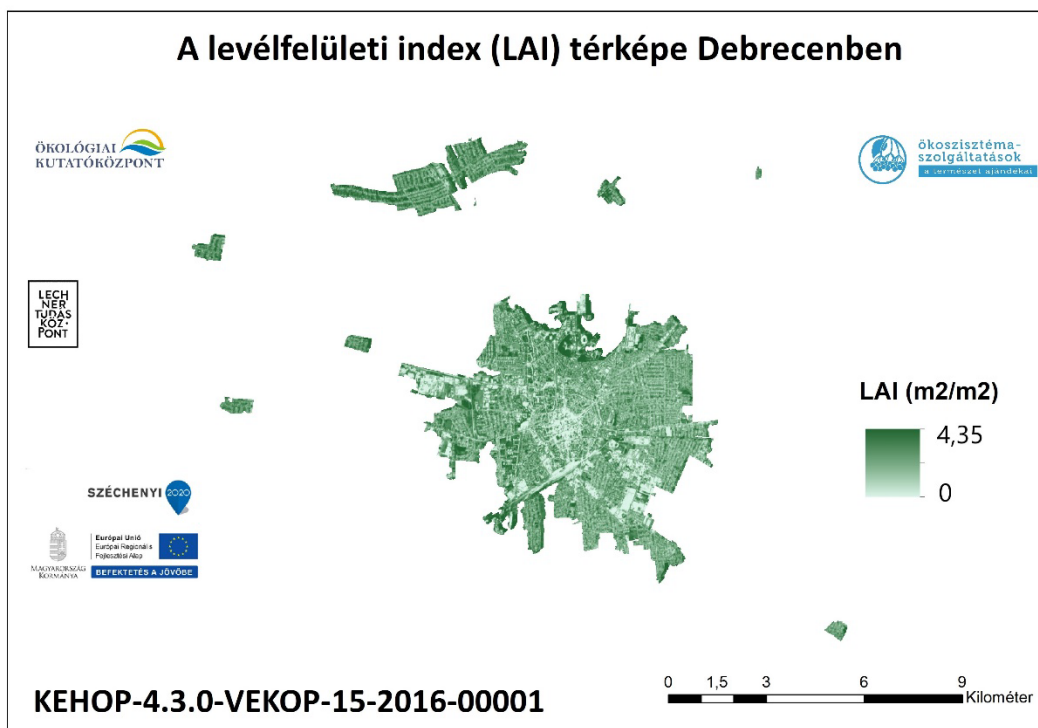 A levélfelületi index (LAI) térképe Debrecenben
ÖKOLÓGIAI
KUTATÓKÖZPONT
ökoszisztéma-
szolgáltatások
a természet ajándékai
LECH
NER
TUDÁS
KÖZ·
PONT
LAI (m2/m2)
4,35
0
SZÉCHENYI 2020
MAGYARORSZÁG
KORMÁNYA
Európai Unió
Európai Regionális
Fejlesztési Alap
BEFEKTETÉS A JÖVŐBE
KEHOP-4.3.0-VEKOP-15-2016-00001
0 1,5 3 6 9
Kilométer